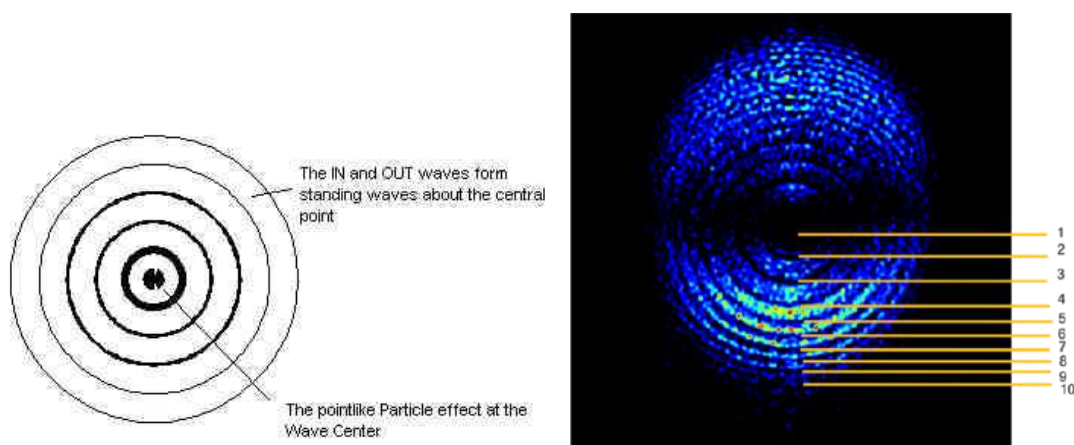 The IN and OUT waves form
standing waves about the central
point
The pointlike Particle effect at the
Wave Center
1
2
3
4
5
6
7
8
9
10